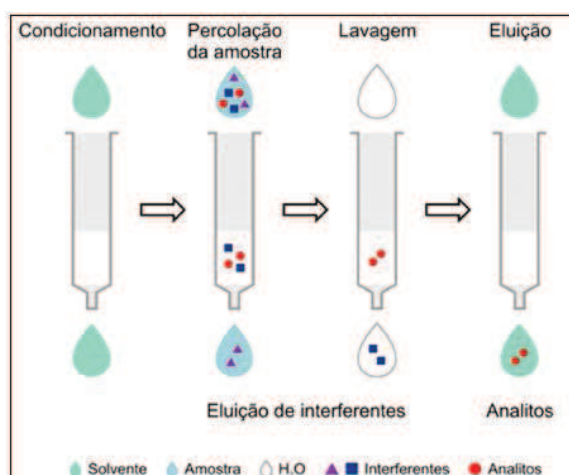 Condicionamento
Percolação da amostra
Lavagem
Eluição
Eluição de interferentes
Analitos
Solvente
Amostra
H₂O
Interferentes
Analitos